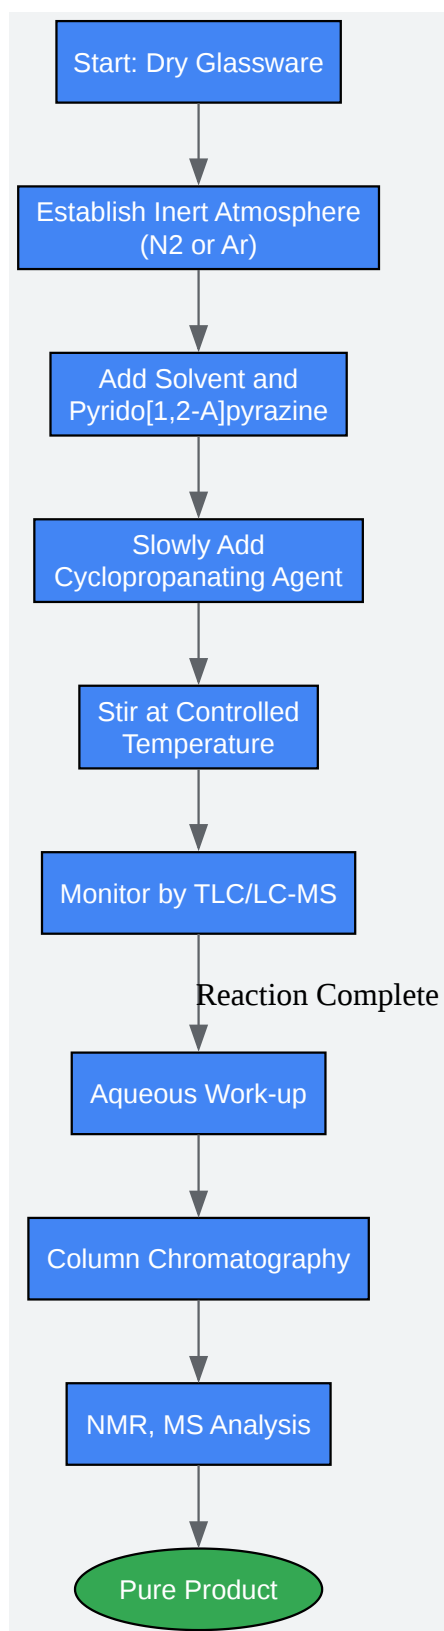 Start: Dry Glassware
Establish Inert Atmosphere
(N2 or Ar)
Add Solvent and
Pyrido[1,2-A]pyrazine
Slowly Add
Cyclopropanating Agent
Stir at Controlled
Temperature
Monitor by TLC/LC-MS
Reaction Complete
Aqueous Work-up
Column Chromatography
NMR, MS Analysis
Pure Product